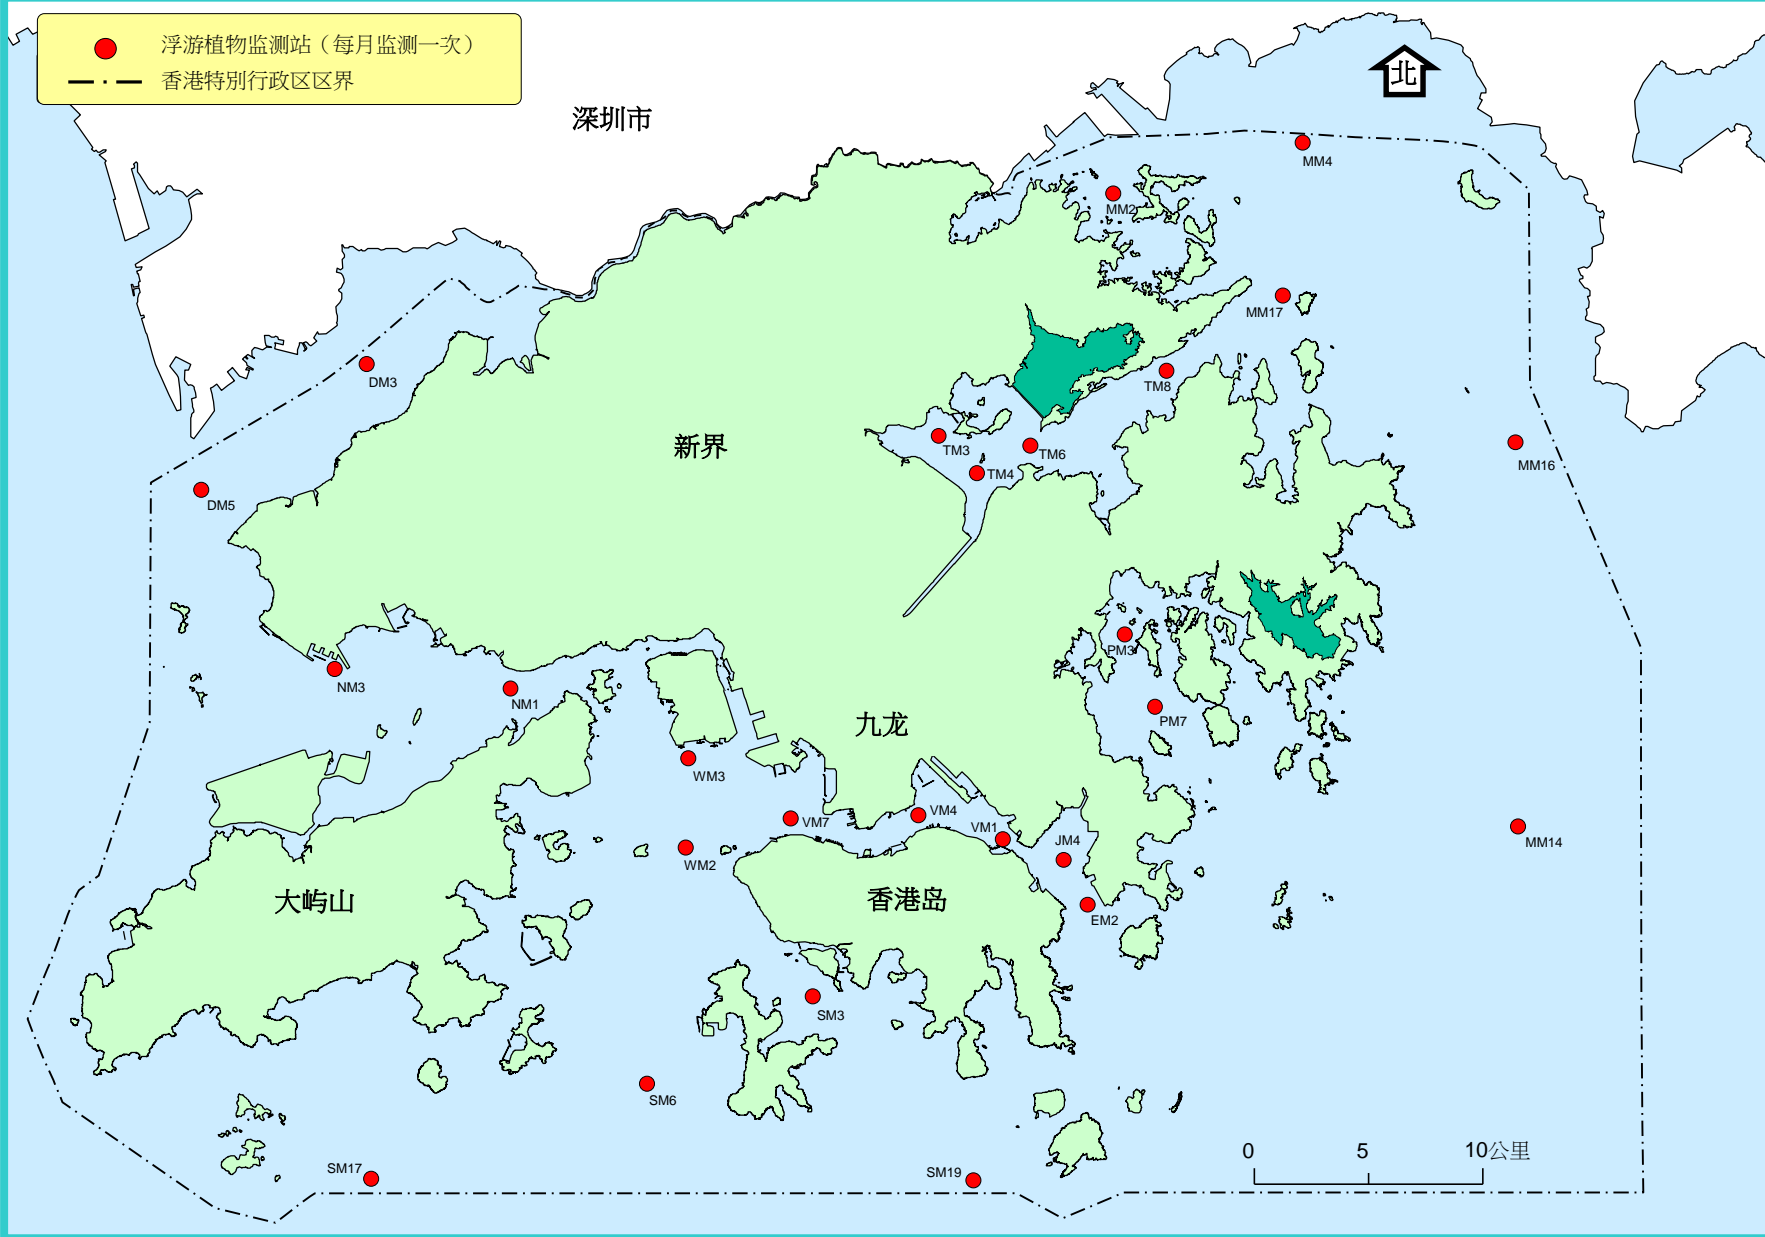 浮游植物监测站（每月监测一次）
香港特別行政区区界
北
深圳市
MM4
MM2
MM17
DM3
TM8
新界
TM3
TM6
TM4
MM16
DM5
PM3
NM3
NM1
PM7
九龙
WM3
VM7
VM4
VM1
JM4
MM14
WM2
大屿山
香港岛
EM2
SM3
SM6
SM17
SM19
0 5 10公里